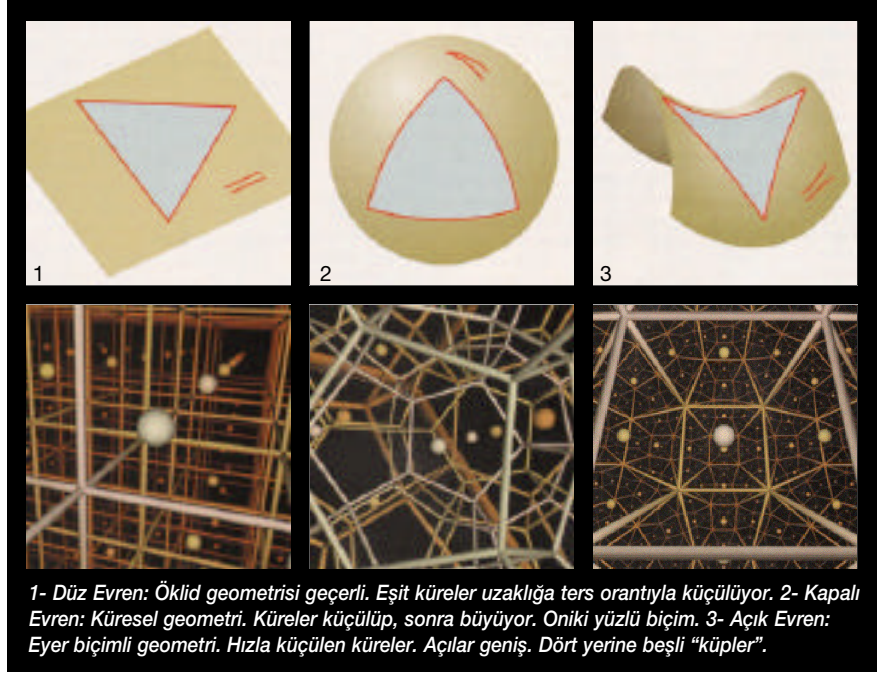 1
2
3
1- Düz Evren: Öklid geometrisi geçerli. Eşit küreler uzaklığa ters orantıyla küçülüyor. 2- Kapalı
Evren: Küresel geometri. Küreler küçülüp, sonra büyüyor. Oniki yüzlü biçim. 3- Açık Evren:
Eyer biçimli geometri. Hızla küçülen küreler. Açılar geniş. Dört yerine beşli “küpler”.